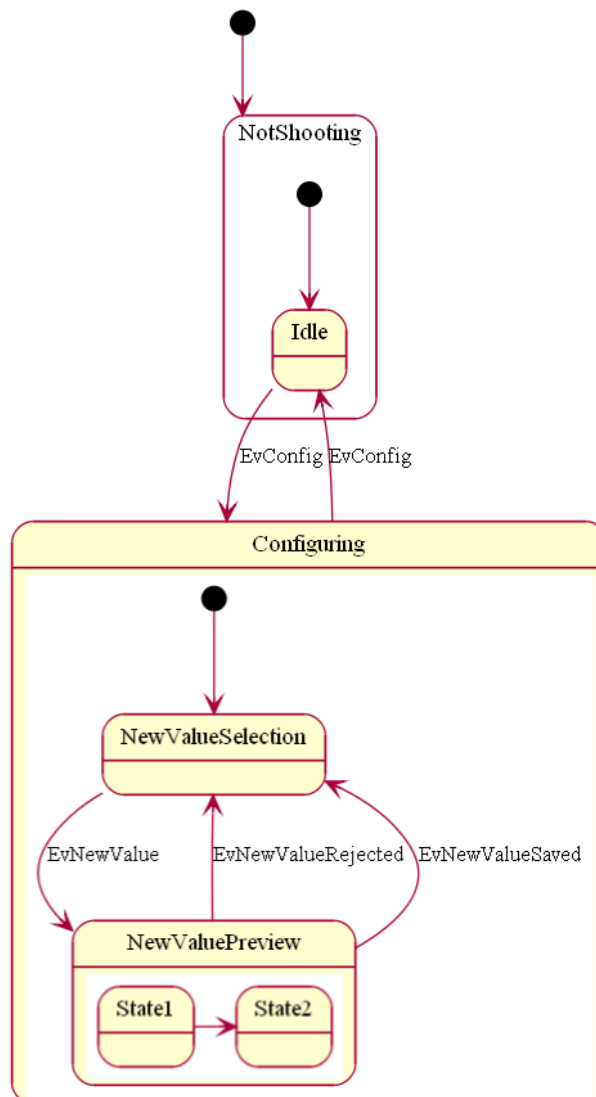 NotShooting
Idle
EvConfig EvConfig
Configuring
NewValueSelection
EvNewValue EvNewValueRejected EvNewValueSaved
NewValuePreview
State1 State2